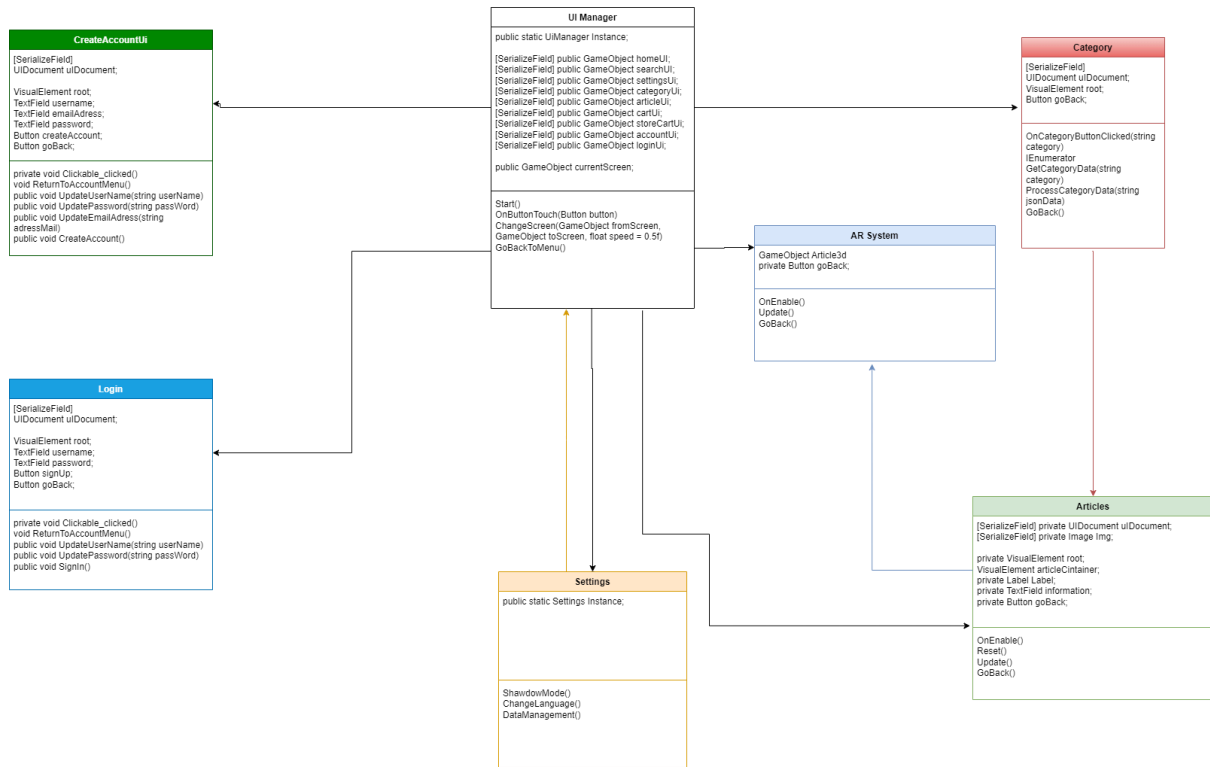 UI Manager
public static UiManager Instance;
[SerializeField] public GameObject homeUI;
[SerializeField] public GameObject searchUI;
[SerializeField] public GameObject settingsUi;
[SerializeField] public GameObject categoryUi;
[SerializeField] public GameObject articleUi;
[SerializeField] public GameObject cartUi;
[SerializeField] public GameObject storeCartUi;
[SerializeField] public GameObject accountUi;
[SerializeField] public GameObject loginUi;
public GameObject currentScreen;
Start()
OnButtonTouch(Button button)
ChangeScreen(GameObject fromScreen,
GameObject toScreen, float speed = 0.5f)
GoBackToMenu()
CreateAccountUi
[SerializeField]
UIDocument uIDocument;
VisualElement root;
TextField username;
TextField emailAdress;
TextField password;
Button createAccount;
Button goBack;
private void Clickable_clicked()
void ReturnToAccountMenu()
public void UpdateUserName(string userName)
public void UpdatePassword(string passWord)
public void UpdateEmailAdress(string
adressMail)
public void CreateAccount()
Category
[SerializeField]
UIDocument uIDocument;
VisualElement root;
Button goBack;
OnCategoryButtonClicked(string
category)
IEnumerator
GetCategoryData(string
category)
ProcessCategoryData(string
jsonData)
GoBack()
AR System
GameObject Article3d
private Button goBack;
OnEnable()
Update()
GoBack()
Login
[SerializeField]
UIDocument uIDocument;
VisualElement root;
TextField username;
TextField password;
Button signUp;
Button goBack;
private void Clickable_clicked()
void ReturnToAccountMenu()
public void UpdateUserName(string userName)
public void UpdatePassword(string passWord)
public void SignIn()
Settings
public static Settings Instance;
ShawdowMode()
ChangeLanguage()
DataManagement()
Articles
[SerializeField] private UIDocument uIDocument;
[SerializeField] private Image Img;
private VisualElement root;
VisualElement articleCintainer;
private Label Label;
private TextField information;
private Button goBack;
OnEnable()
Reset()
Update()
GoBack()